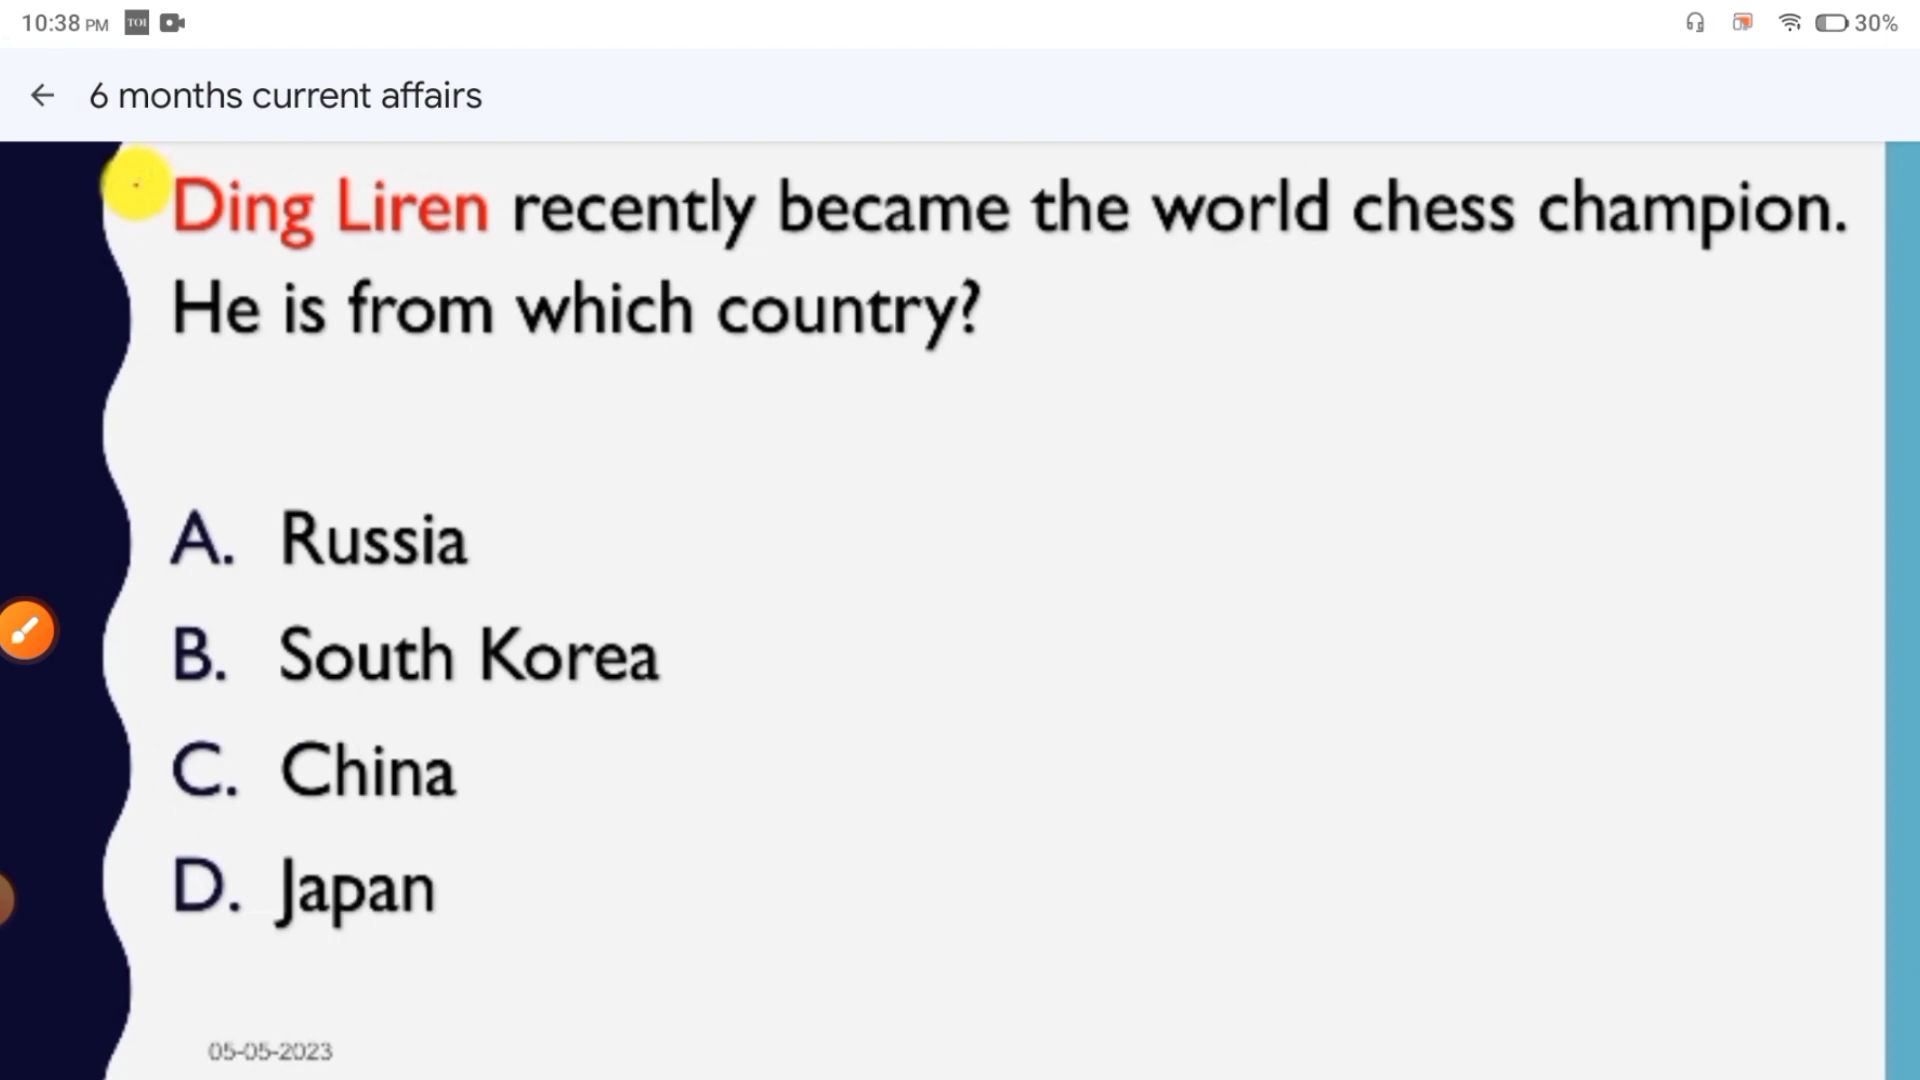 10:38 PM TOI 30%
6 months current affairs
Ding Liren recently became the world chess champion.
He is from which country?
A. Russia
B. South Korea
C. China
D. Japan
05-05-2023